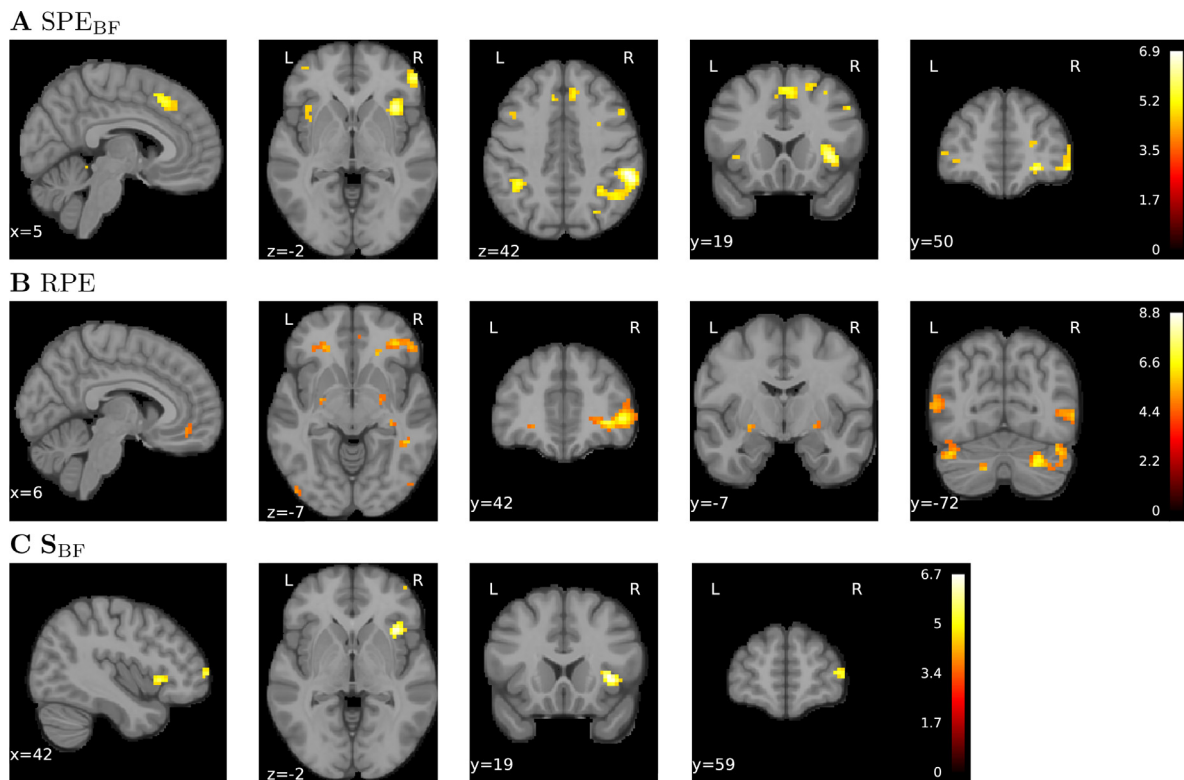 A SPE_BF
L R L R L R L R 6.9
5.2
3.5
1.7
x=5 z=-2 z=42 y=19 y=50 0
B RPE
L R L R L R L R 8.8
6.6
4.4
2.2
x=6 z=-7 y=42 y=-7 y=-72 0
C S_BF
L R L R L R 6.7
5
3.4
1.7
x=42 z=-2 y=19 y=59 0